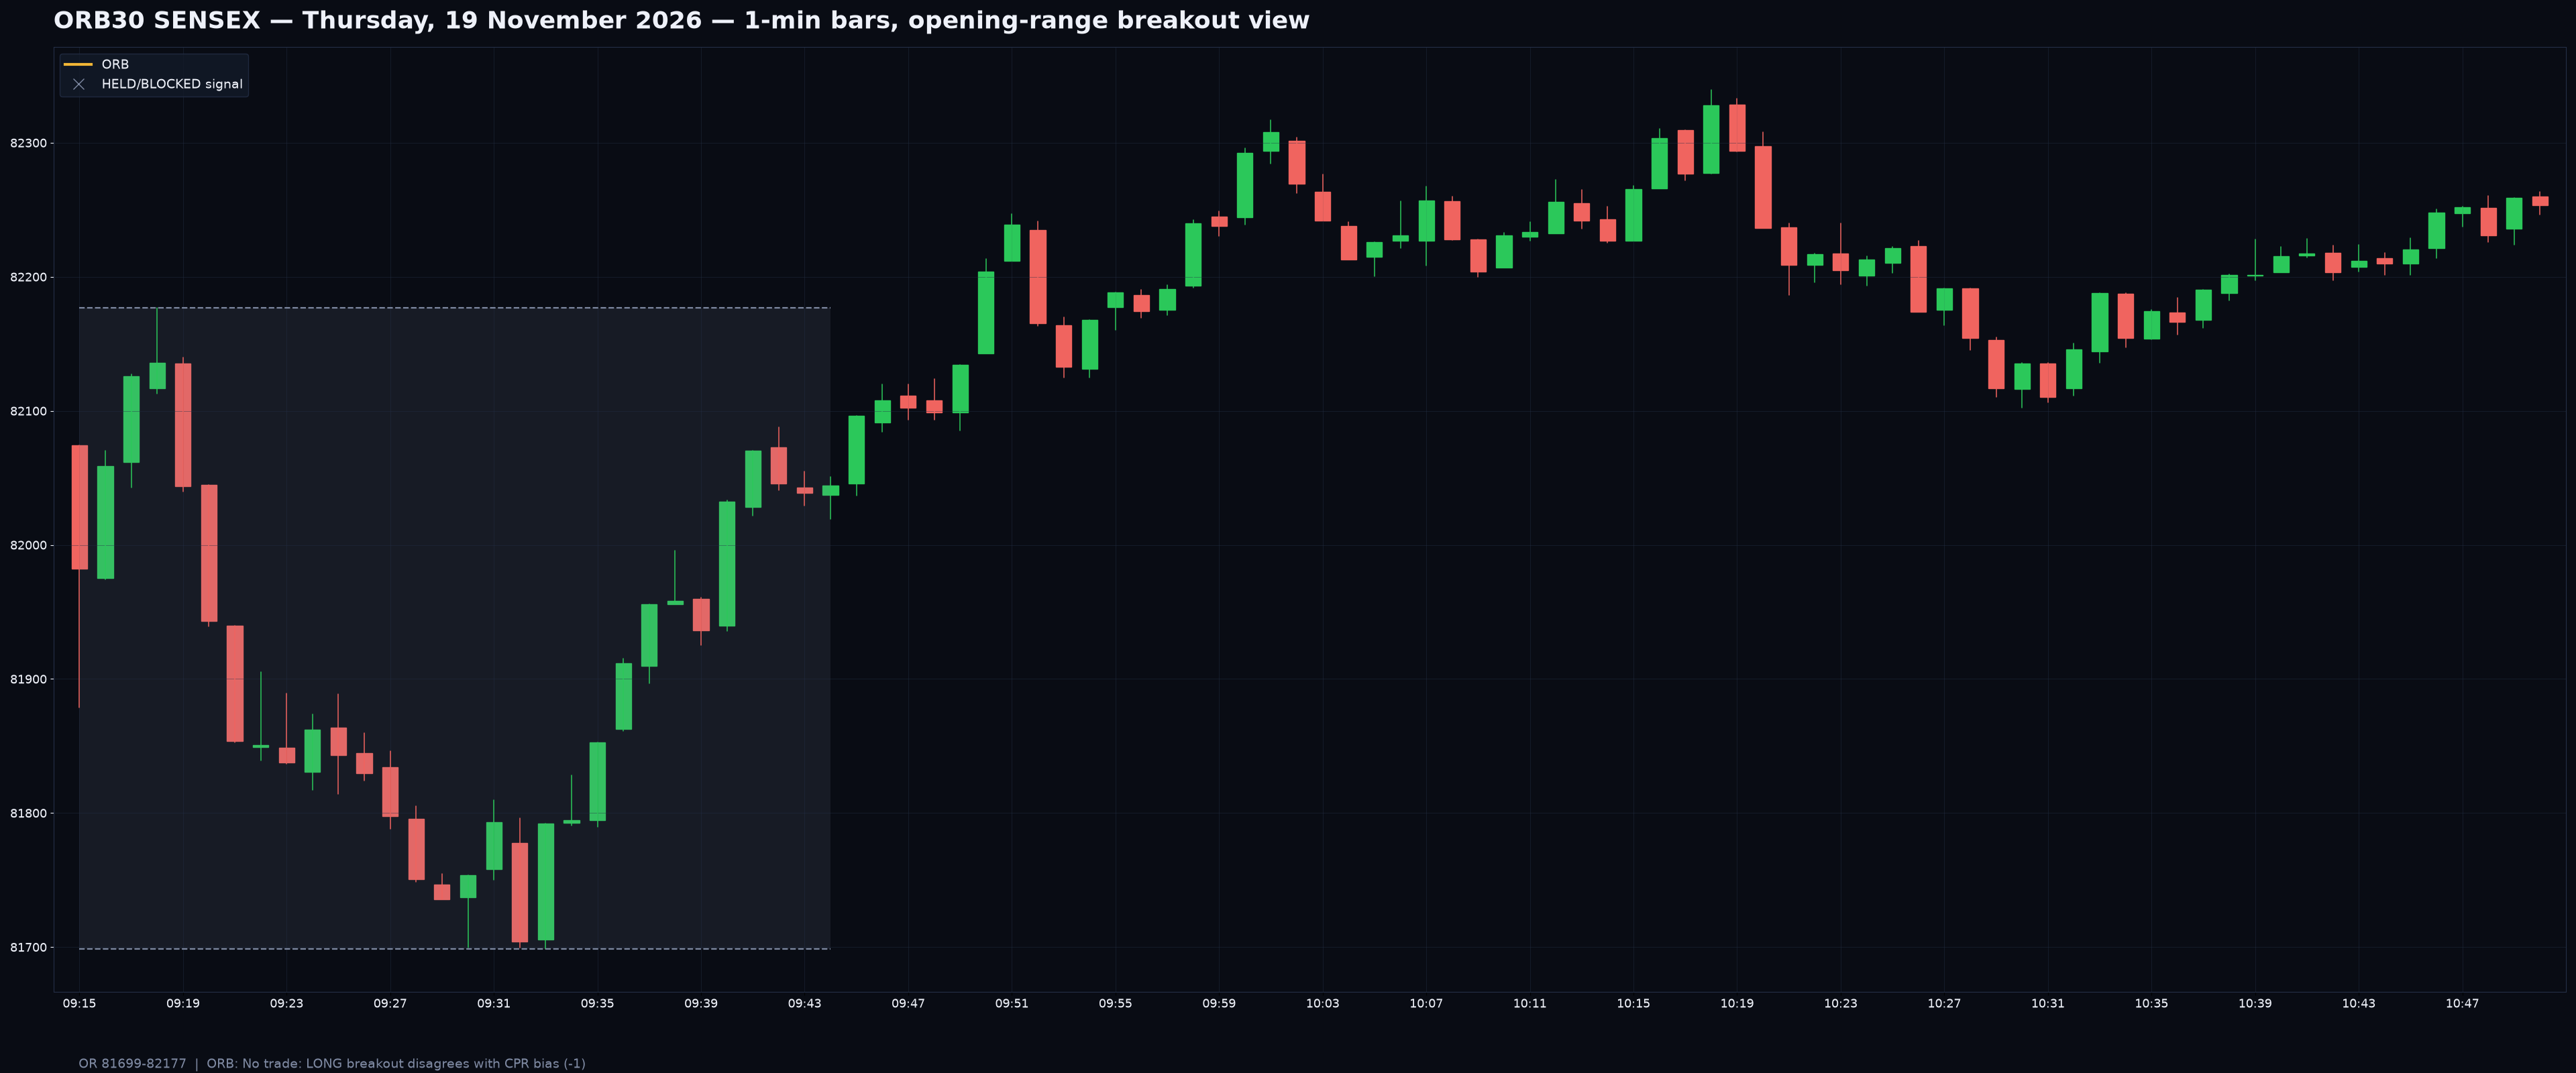 ORB30 SENSEX — Thursday, 19 November 2026 — 1-min bars, opening-range breakout view
ORB
HELD/BLOCKED signal
82300
82200
82100
82000
81900
81800
81700
09:15 09:19 09:23 09:27 09:31 09:35 09:39 09:43 09:47 09:51 09:55 09:59 10:03 10:07 10:11 10:15 10:19 10:23 10:27 10:31 10:35 10:39 10:43 10:47
OR 81699-82177 | ORB: No trade: LONG breakout disagrees with CPR bias (-1)